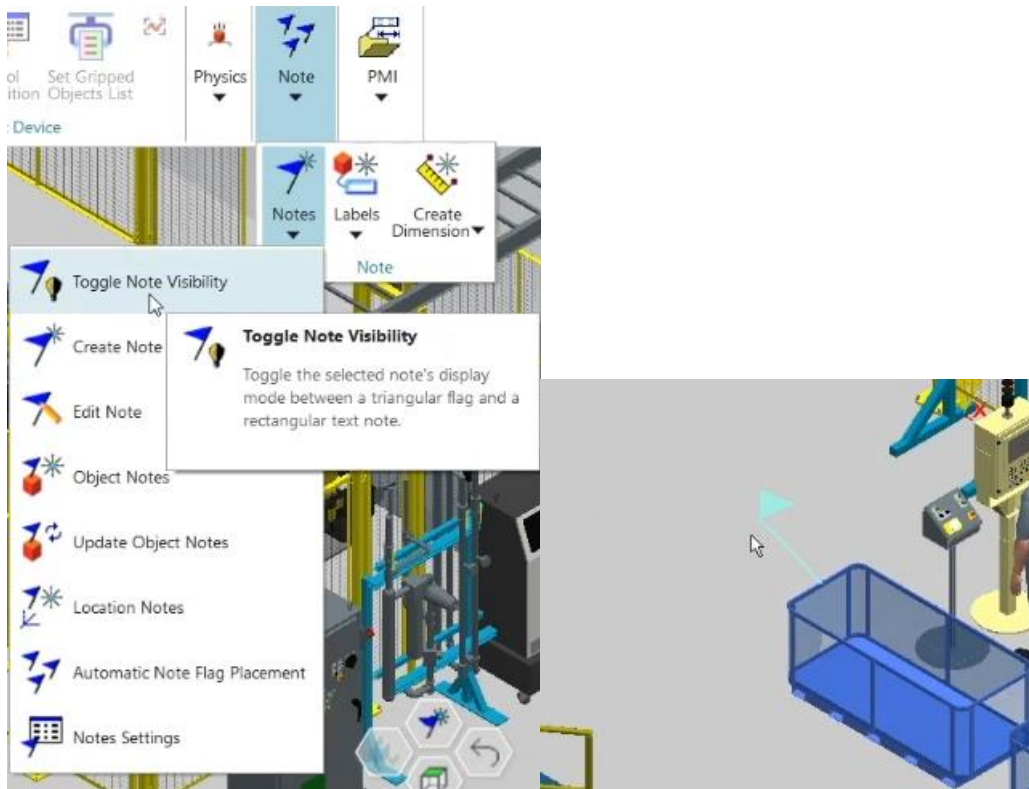 Set Gripped
Objects List
Physics
Note
PMI
Device
Notes
Labels
Create
Dimension
Note
Toggle Note Visibility
Create Note
Edit Note
Object Notes
Update Object Notes
Location Notes
Automatic Note Flag Placement
Notes Settings
Toggle Note Visibility
Toggle the selected note's display
mode between a triangular flag and a
rectangular text note.
X